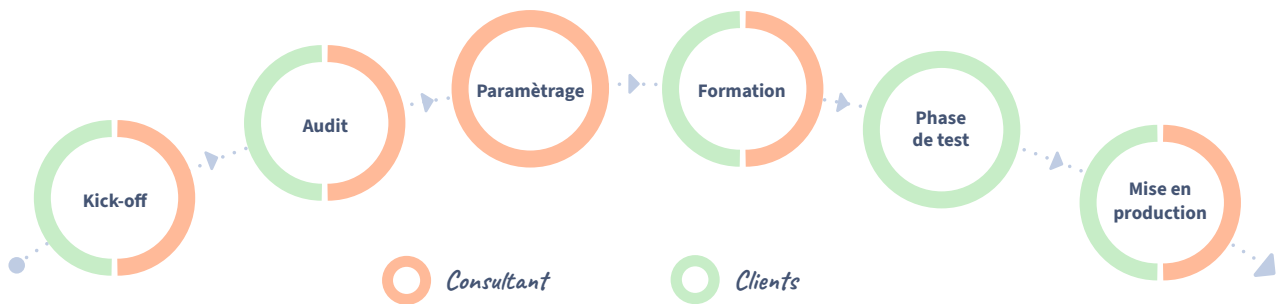 Kick-off
Audit
Paramètrage
Formation
Phase
de test
Mise en
production
Consultant
Clients